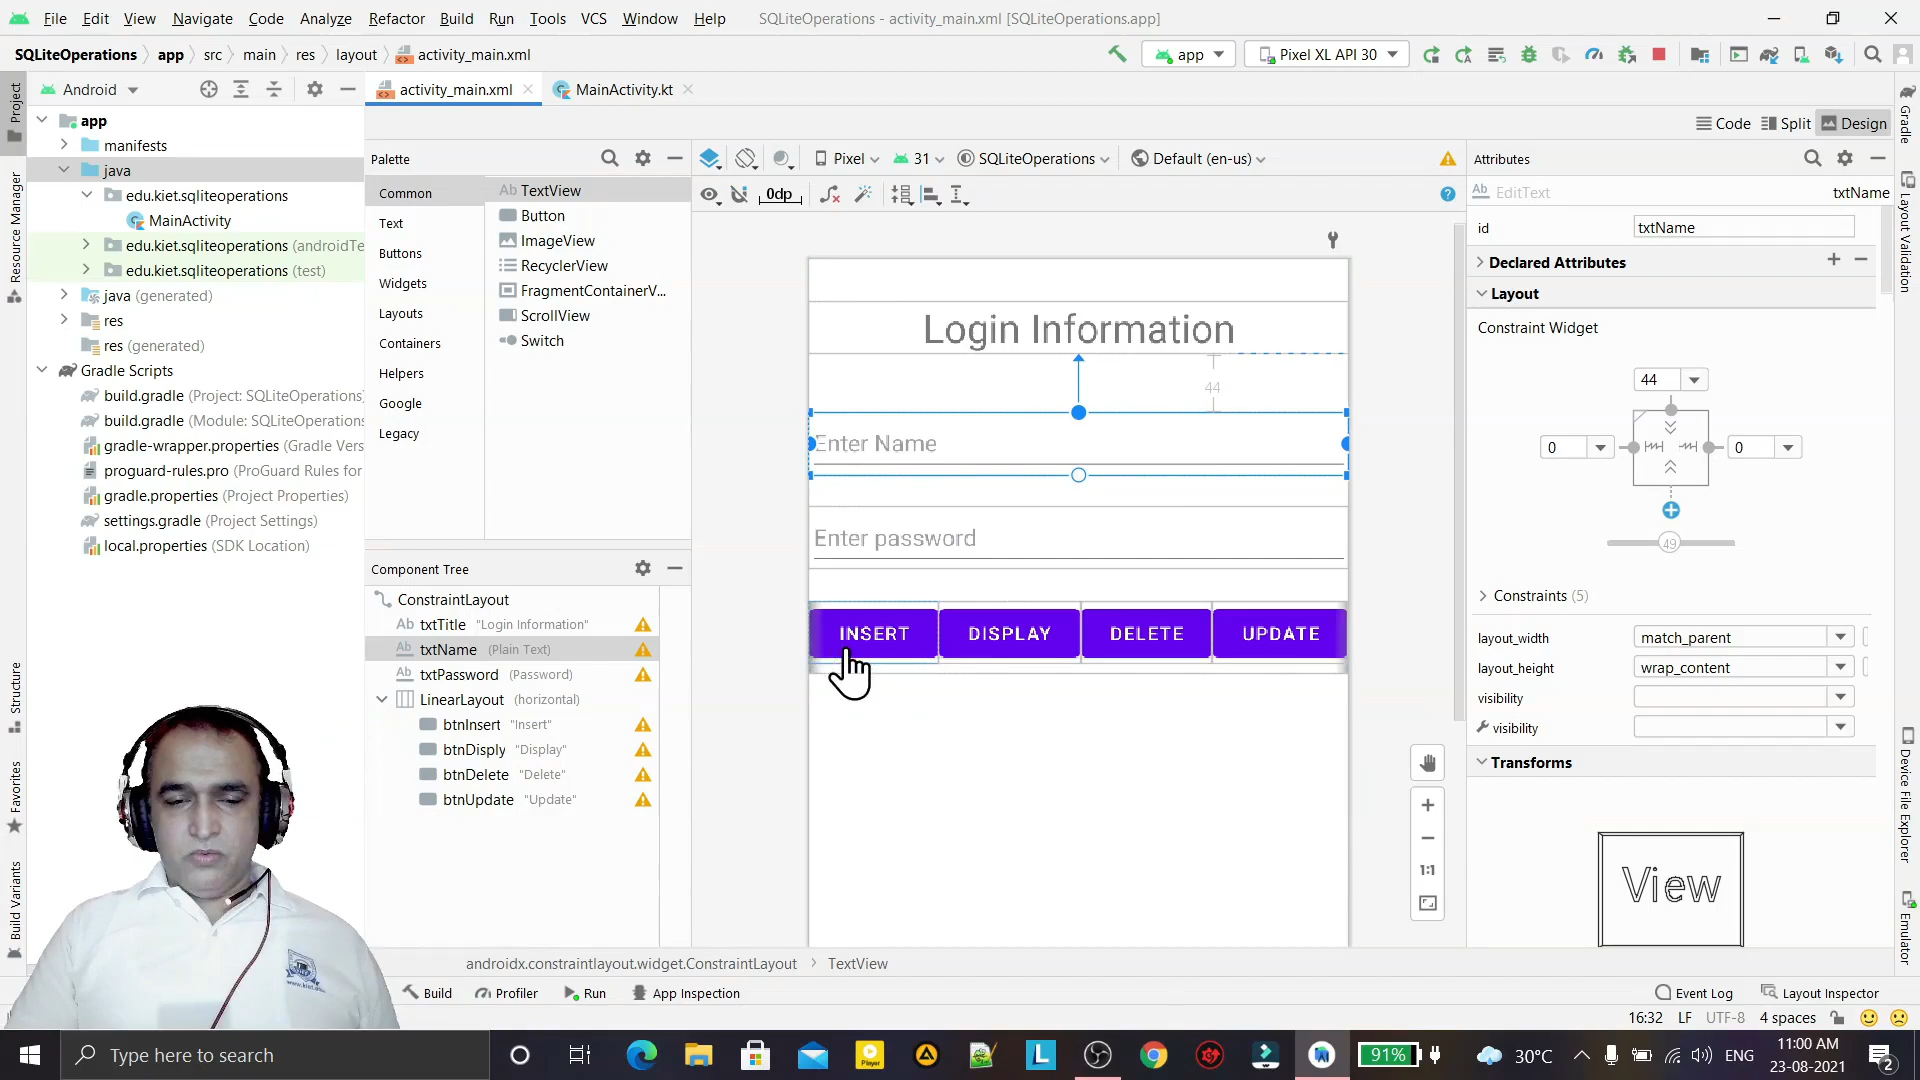 File Edit View Navigate Code Analyze Refactor Build Run Tools VCS Window Help SQLiteOperations - activity_main.xml [SQLiteOperations.app]
SQLiteOperations app src main res layout activity_main.xml app Pixel XL API 30
Android activity_main.xml MainActivity.kt
Code Split Design
Project
Resource Manager
Structure
Favorites
Build Variants
app
manifests
java
edu.kiet.sqliteoperations
MainActivity
edu.kiet.sqliteoperations (androidTe
edu.kiet.sqliteoperations (test)
java (generated)
res
res (generated)
Gradle Scripts
build.gradle (Project: SQLiteOperations)
build.gradle (Module: SQLiteOperations
gradle-wrapper.properties (Gradle Vers
proguard-rules.pro (ProGuard Rules for
gradle.properties (Project Properties)
settings.gradle (Project Settings)
local.properties (SDK Location)
Palette
Common
Text
Buttons
Widgets
Layouts
Containers
Helpers
Google
Legacy
Ab TextView
Button
ImageView
RecyclerView
FragmentContainerV...
ScrollView
Switch
Component Tree
ConstraintLayout
Ab txtTitle "Login Information"
Ab txtName (Plain Text)
Ab txtPassword (Password)
LinearLayout (horizontal)
btnInsert "Insert"
btnDisply "Display"
btnDelete "Delete"
btnUpdate "Update"
Pixel 31 SQLiteOperations Default (en-us)
0dp
Login Information
44
Enter Name
Enter password
INSERT DISPLAY DELETE UPDATE
1:1
androidx.constraintlayout.widget.ConstraintLayout TextView
Attributes
Ab EditText txtName
id txtName
Declared Attributes
Layout
Constraint Widget
44
0 0
49
Constraints (5)
layout_width match_parent
layout_height wrap_content
visibility
visibility
Transforms
View
Gradle
Layout Validation
Device File Explorer
Emulator
Build Profiler Run App Inspection Event Log Layout Inspector
16:32 LF UTF-8 4 spaces
Type here to search
Player
L
91% 30°C ENG 11:00 AM
23-08-2021
2